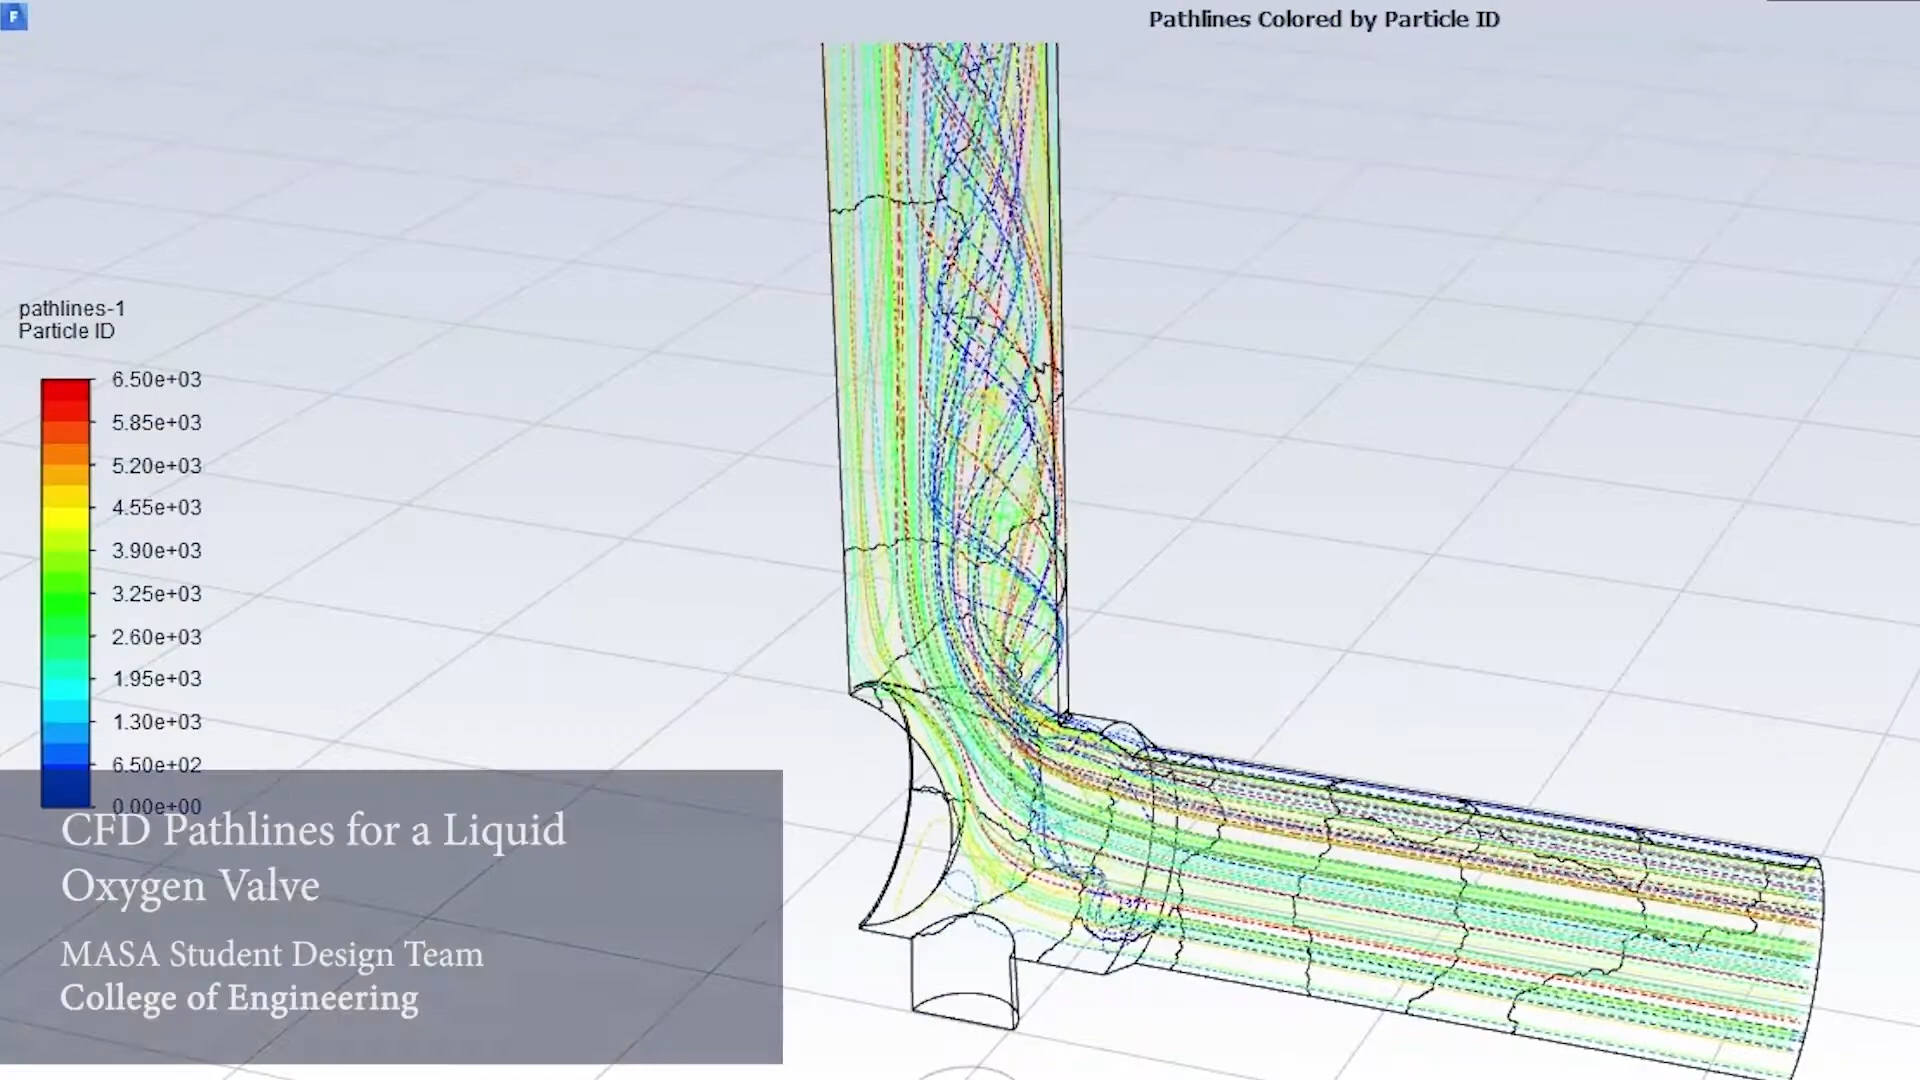 F
Pathlines Colored by Particle ID
pathlines-1
Particle ID
6.50e+03
5.85e+03
5.20e+03
4.55e+03
3.90e+03
3.25e+03
2.60e+03
1.95e+03
1.30e+03
6.50e+02
0.00e+00
CFD Pathlines for a Liquid
Oxygen Valve
MASA Student Design Team
College of Engineering